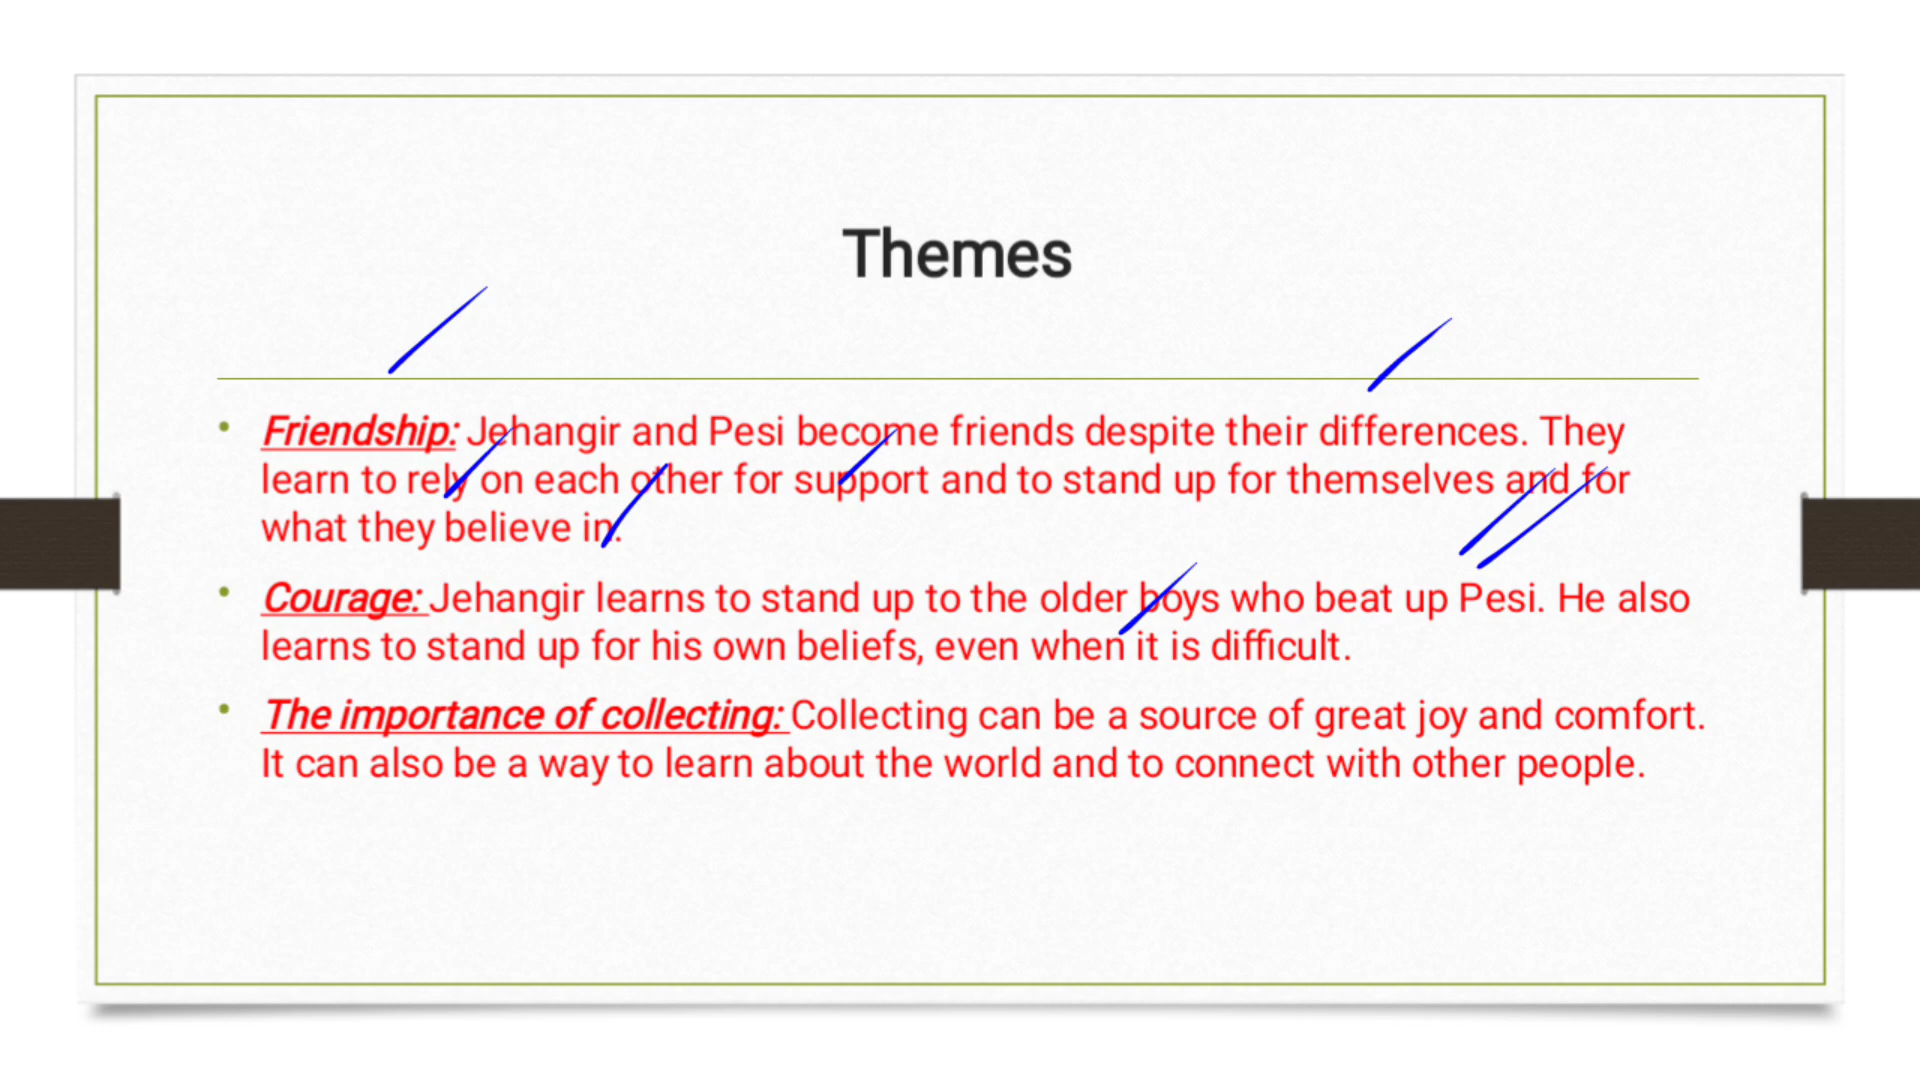 Themes
• Friendship: Jehangir and Pesi become friends despite their differences. They
learn to rely on each other for support and to stand up for themselves and for
what they believe in.
• Courage: Jehangir learns to stand up to the older boys who beat up Pesi. He also
learns to stand up for his own beliefs, even when it is difficult.
• The importance of collecting: Collecting can be a source of great joy and comfort.
It can also be a way to learn about the world and to connect with other people.